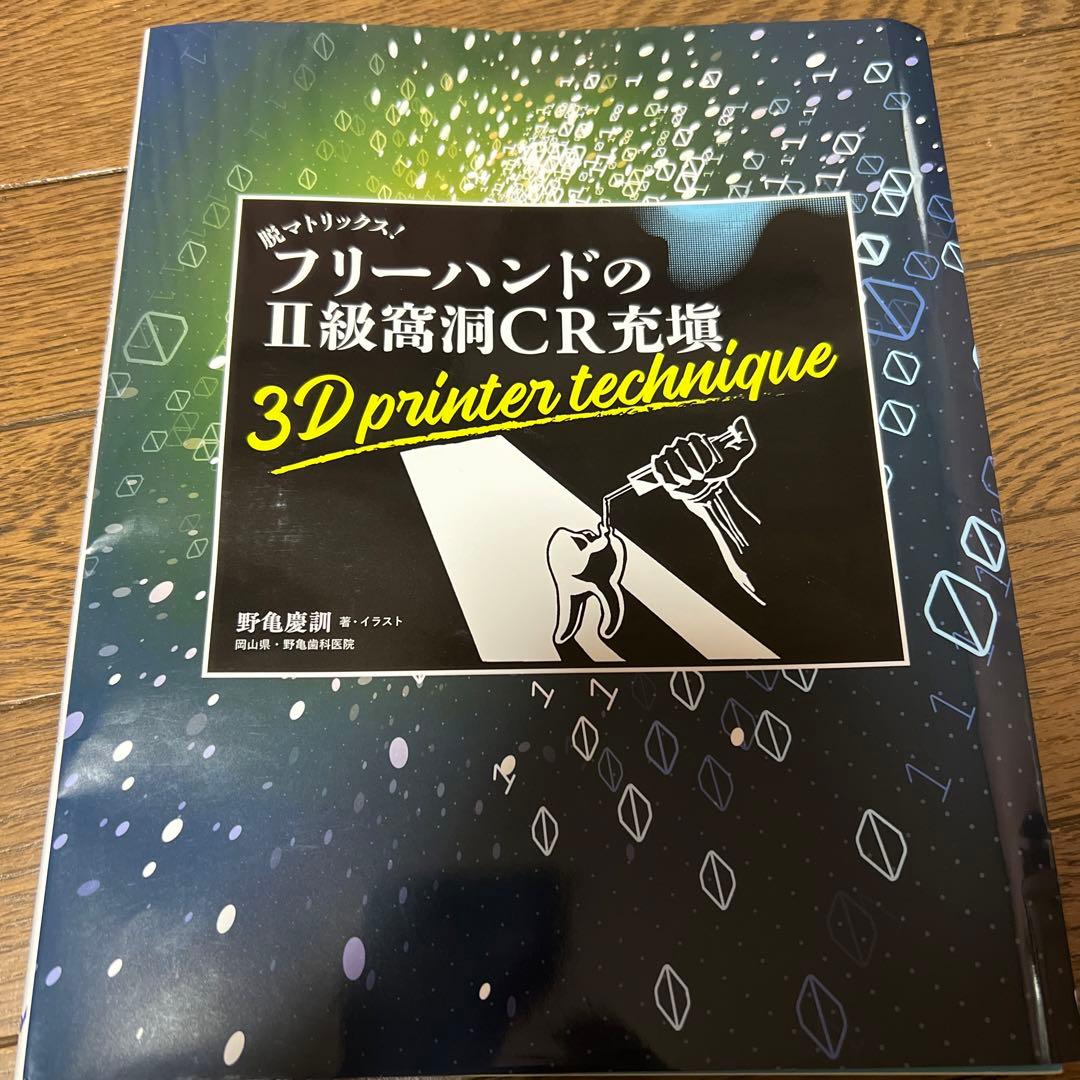 脱マトリックス!
フリーハンドの
II級窩洞CR充塡
3D printer technique
野亀慶訓 著・イラスト
岡山県・野亀歯科医院